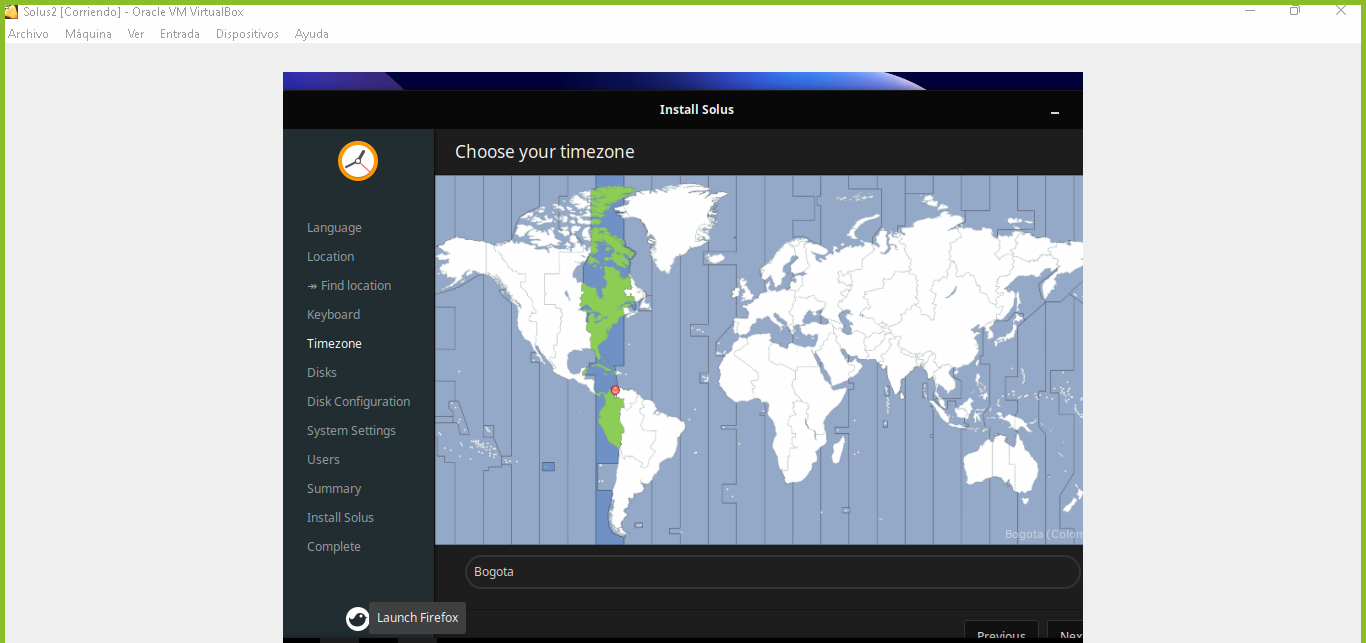 Solus2 [Corriendo] - Oracle VM VirtualBox
Archivo Máquina Ver Entrada Dispositivos Ayuda
Install Solus
Choose your timezone
Language
Location
↠ Find location
Keyboard
Timezone
Disks
Disk Configuration
System Settings
Users
Summary
Install Solus
Complete
Bogota (Colom
Bogota
Launch Firefox
Previous
Nex